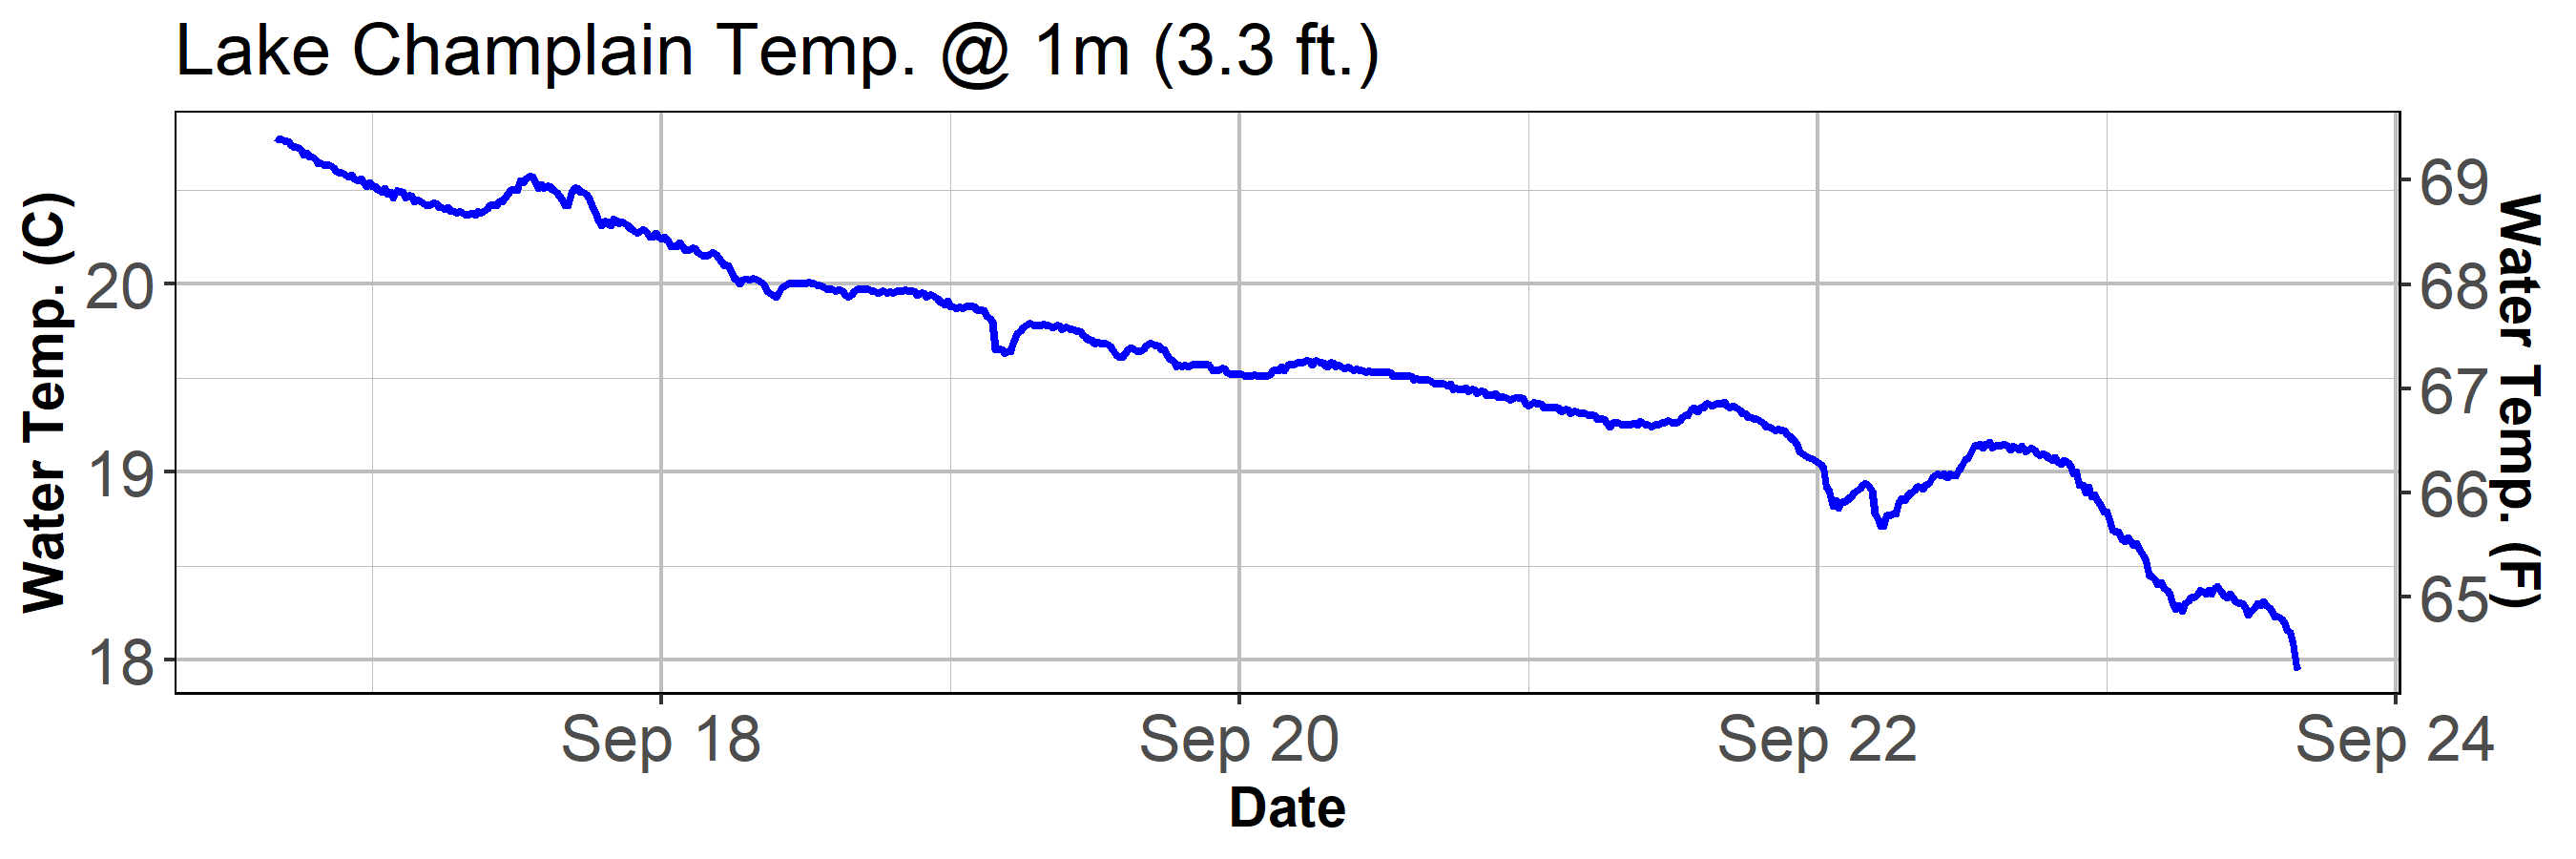 Lake Champlain Temp. @ 1m (3.3 ft.)
Water Temp. (C)
20
19
18
69
68
67
66
65
Water Temp. (F)
Sep 18
Sep 20
Sep 22
Sep 24
Date